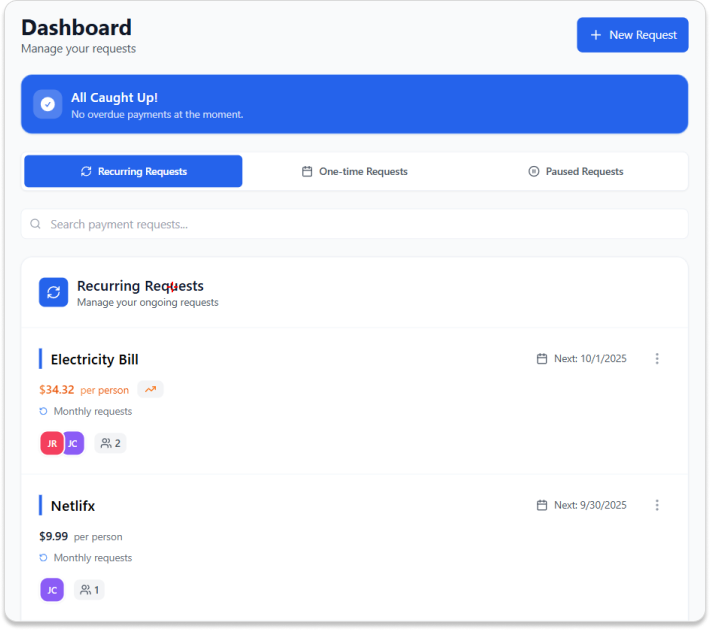 Dashboard
Manage your requests
+ New Request
All Caught Up!
No overdue payments at the moment.
Recurring Requests
One-time Requests
Paused Requests
Search payment requests...
Recurring Requests
Manage your ongoing requests
Electricity Bill
Next: 10/1/2025
$34.32 per person
Monthly requests
JR JC 2
Netlifx
Next: 9/30/2025
$9.99 per person
Monthly requests
JC 1